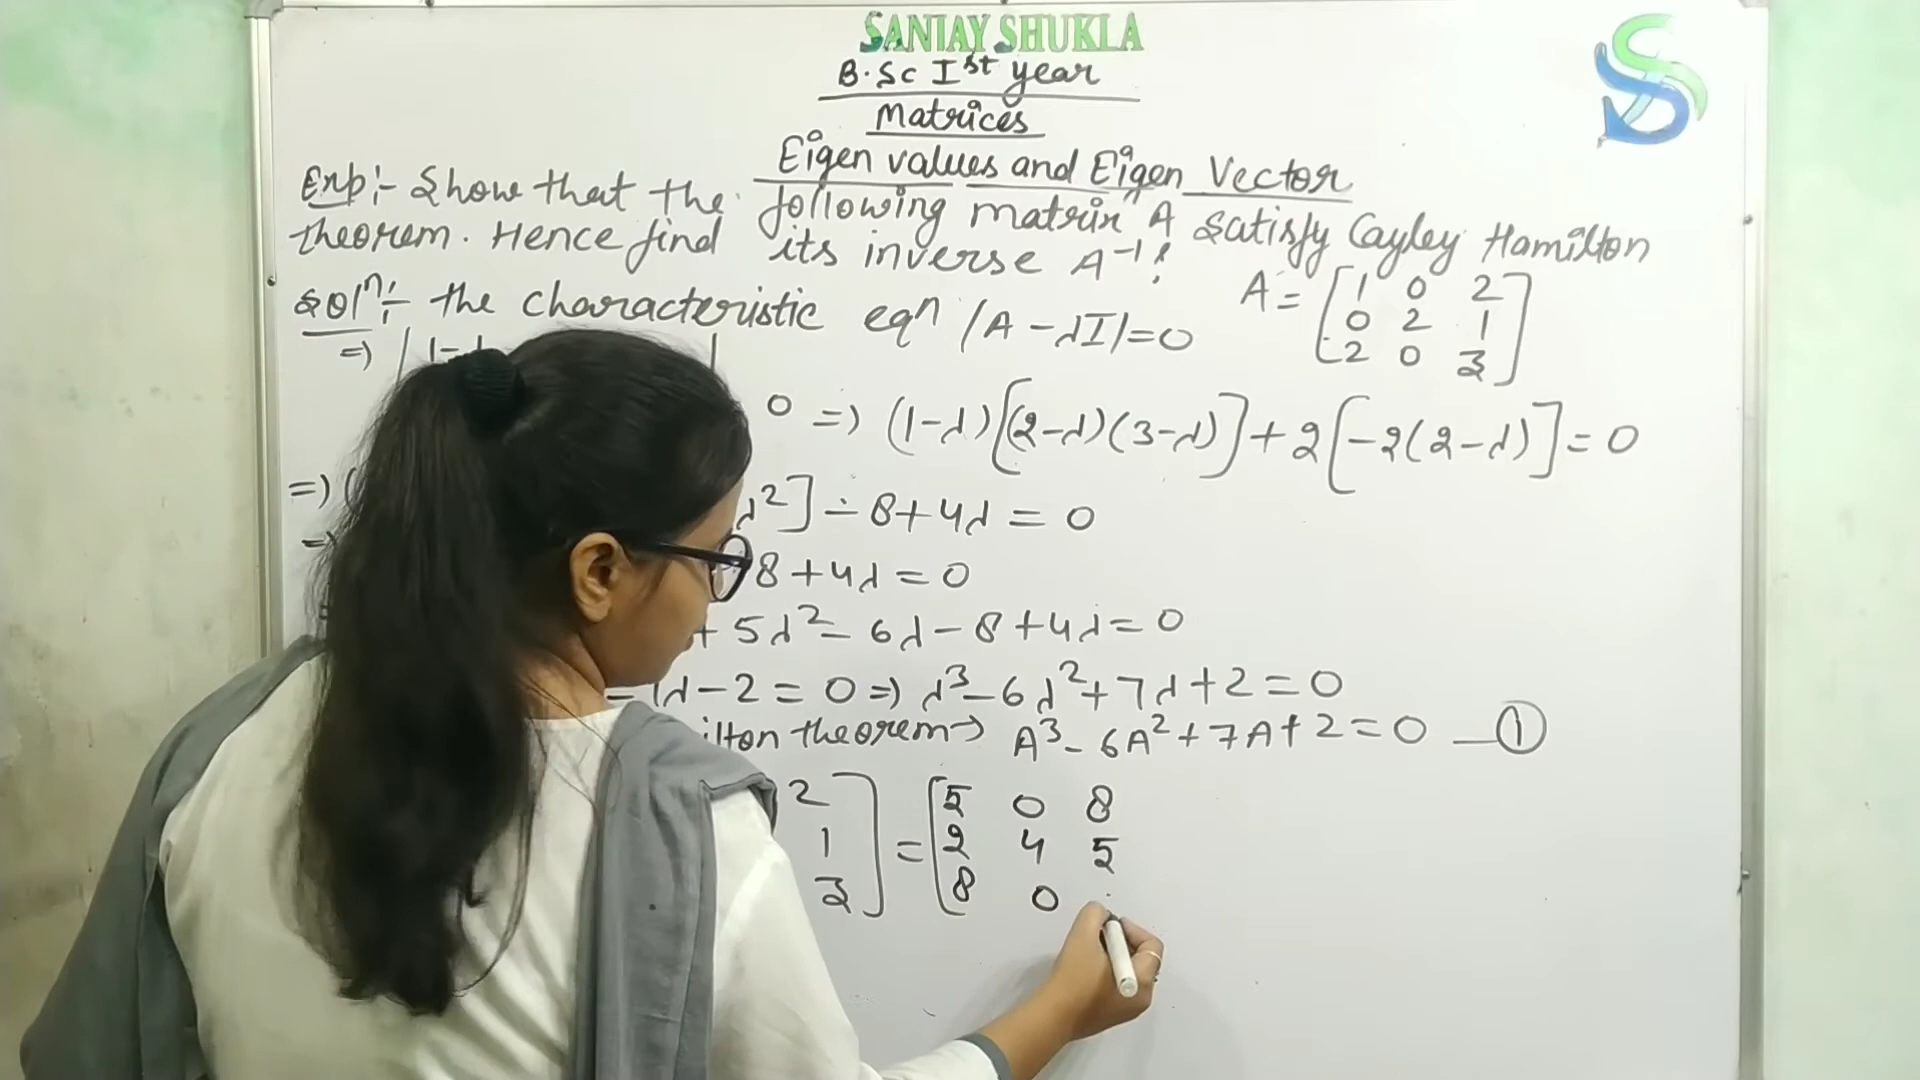 SANJAY SHUKLA
B.Sc Ist year
Matrices
Eigen values and Eigen Vector
Exp:- Show that the following matrix A satisfy Cayley Hamilton
theorem. Hence find its inverse A⁻¹?
Solⁿ:- the characteristic eqⁿ |A-λI|=0
A = [1 0 2
0 2 1
2 0 3]
=> | 1-λ
0 => (1-λ)[(2-λ)(3-λ)]+2[-2(2-λ)]=0
=> ( λ²] - 8+4λ = 0
=> 8+4λ=0
+5λ²-6λ-8+4λ=0
-7λ-2=0 => λ³-6λ²+7λ+2=0
ilton theorem→ A³-6A²+7A+2=0 —①
2] = [5 0 8
1 2 4 5
3] 8 0